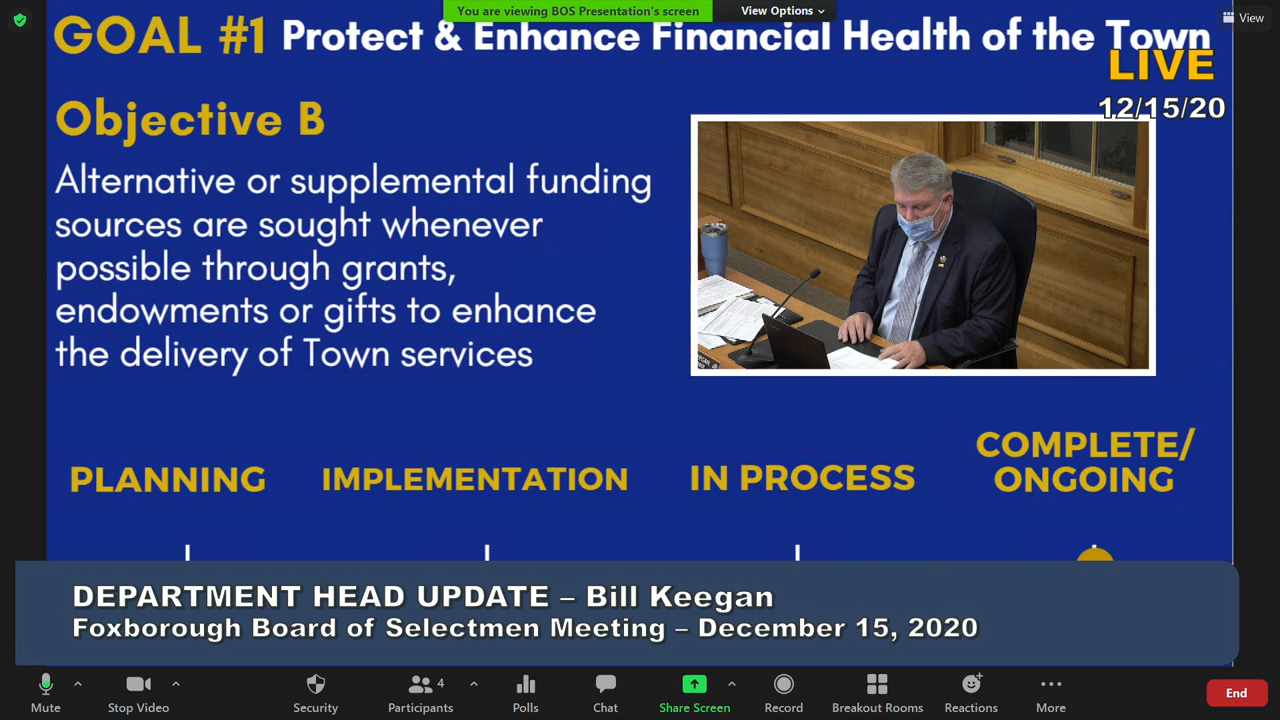 You are viewing BOS Presentation's screen
View Options
View
GOAL #1 Protect & Enhance Financial Health of the Town
LIVE
12/15/20
Objective B
Alternative or supplemental funding
sources are sought whenever
possible through grants,
endowments or gifts to enhance
the delivery of Town services
PLANNING
IMPLEMENTATION
IN PROCESS
COMPLETE/
ONGOING
DEPARTMENT HEAD UPDATE – Bill Keegan
Foxborough Board of Selectmen Meeting – December 15, 2020
Mute
Stop Video
Security
4
Participants
Polls
Chat
Share Screen
Record
Breakout Rooms
Reactions
More
End